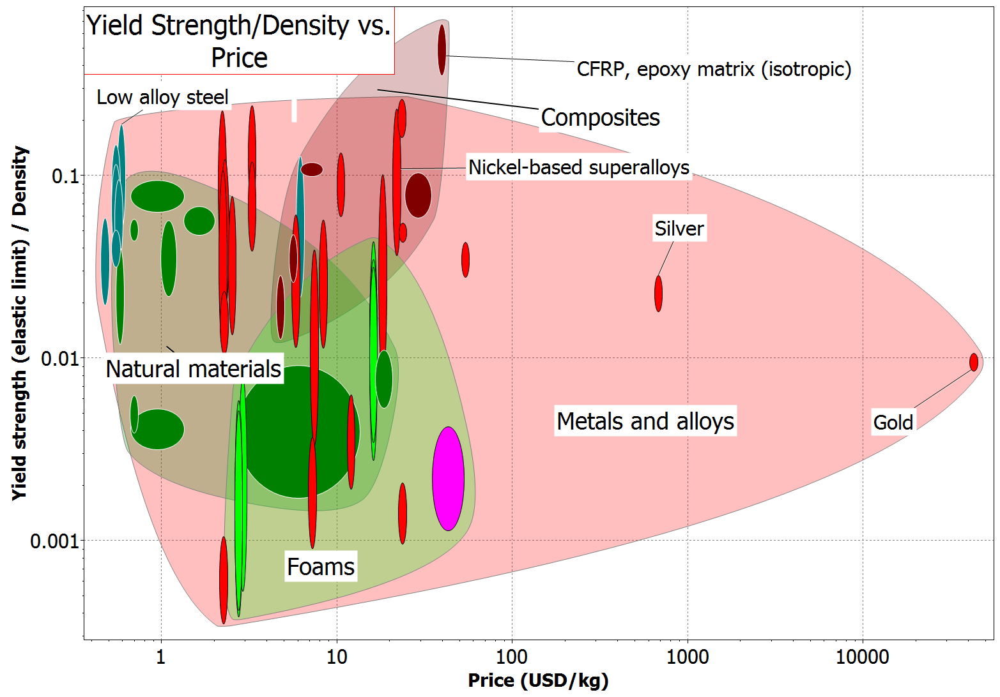 Yield Strength/Density vs.
Price
Low alloy steel
CFRP, epoxy matrix (isotropic)
Composites
Nickel-based superalloys
Silver
Natural materials
Metals and alloys
Gold
Foams
Yield strength (elastic limit) / Density
0.1
0.01
0.001
1 10 100 1000 10000
Price (USD/kg)